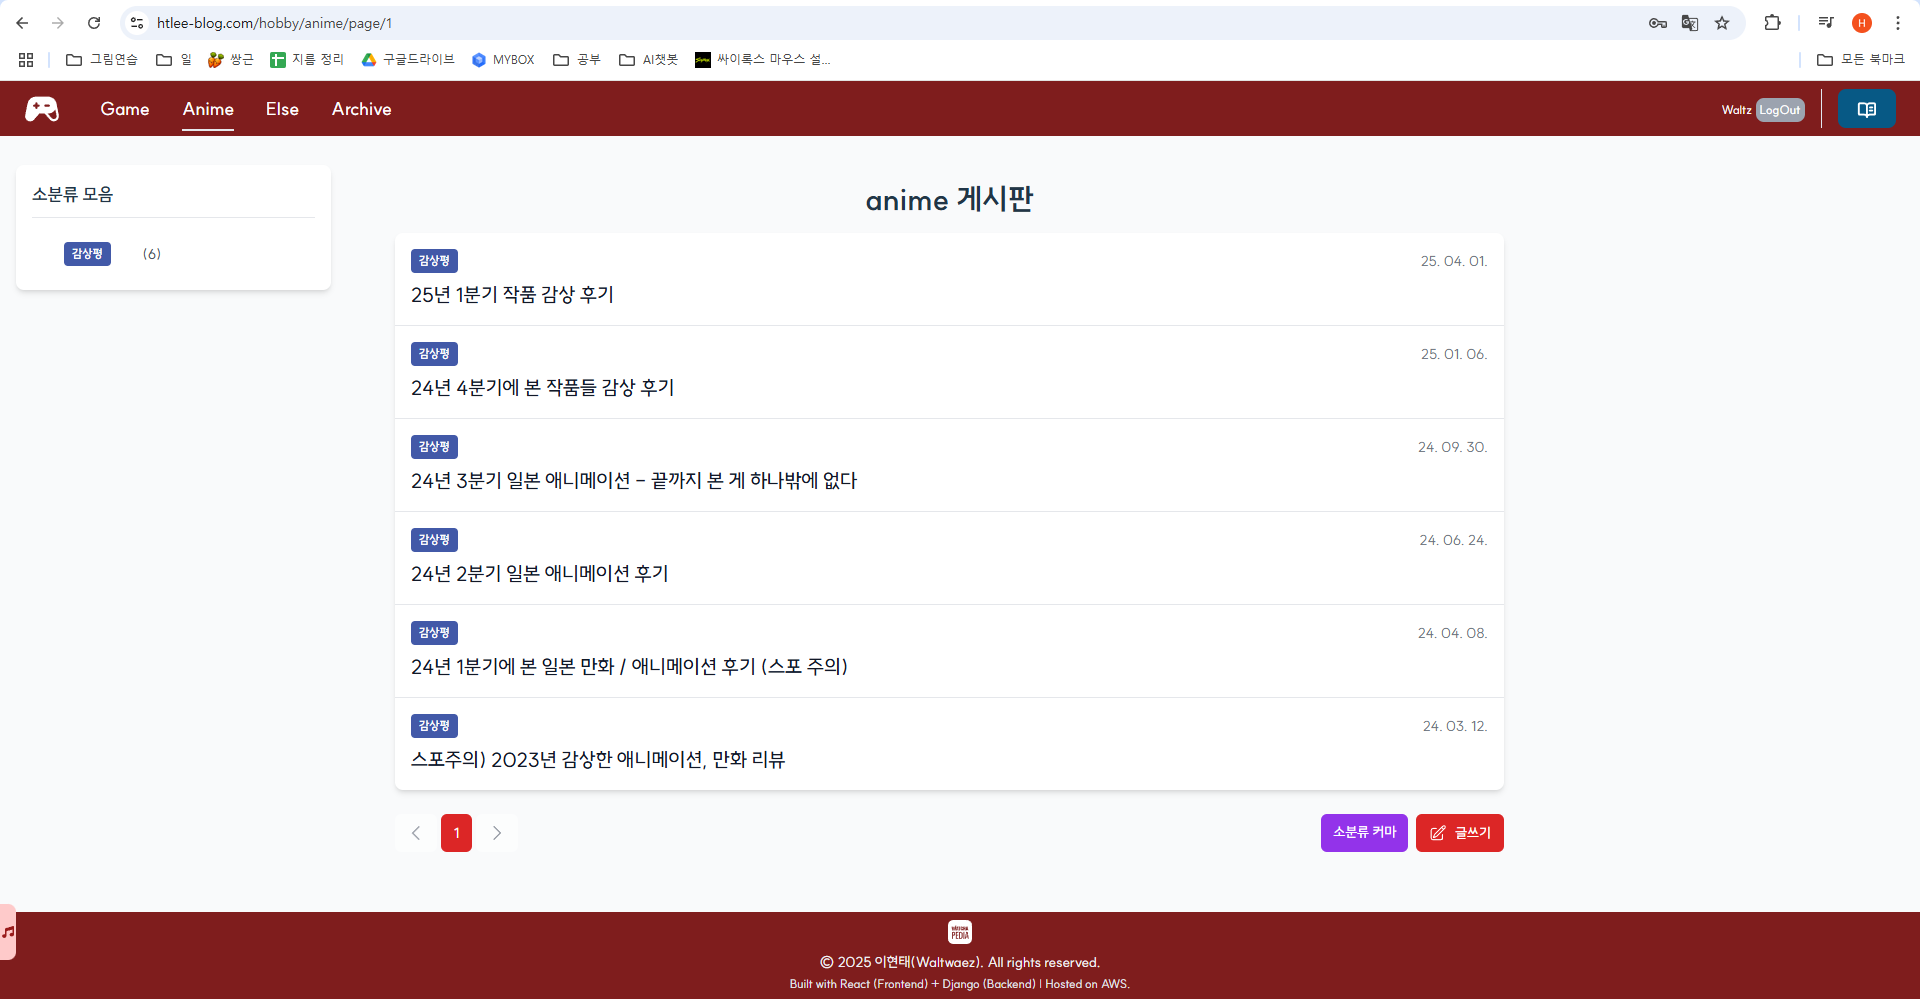 htlee-blog.com/hobby/anime/page/1
H
그림연습 일 쌍근 지름 정리 구글드라이브 MYBOX 공부 AI챗봇 싸이록스 마우스 설... 모든 북마크
Game Anime Else Archive Waltz LogOut
소분류 모음
감상평 (6)
anime 게시판
감상평 25. 04. 01.
25년 1분기 작품 감상 후기
감상평 25. 01. 06.
24년 4분기에 본 작품들 감상 후기
감상평 24. 09. 30.
24년 3분기 일본 애니메이션 - 끝까지 본 게 하나밖에 없다
감상평 24. 06. 24.
24년 2분기 일본 애니메이션 후기
감상평 24. 04. 08.
24년 1분기에 본 일본 만화 / 애니메이션 후기 (스포 주의)
감상평 24. 03. 12.
스포주의) 2023년 감상한 애니메이션, 만화 리뷰
1 소분류 커마 글쓰기
WATCHA
PEDIA
© 2025 이현태(Waltwaez). All rights reserved.
Built with React (Frontend) + Django (Backend) | Hosted on AWS.